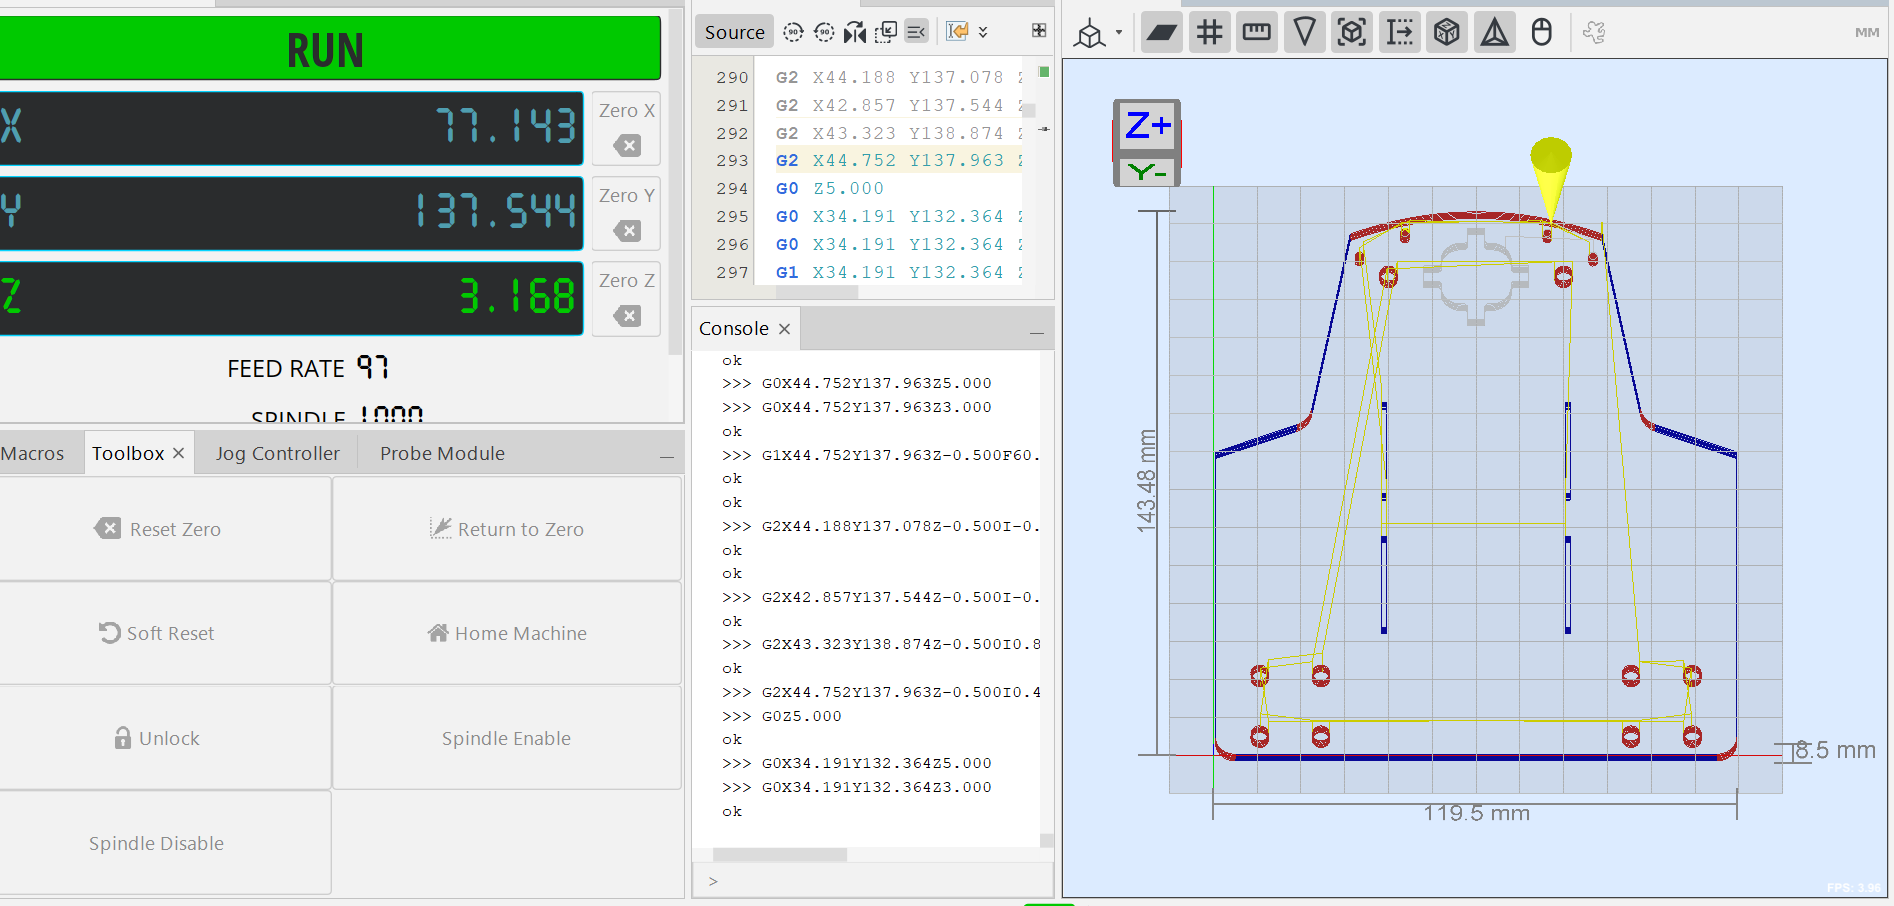 RUN
X 77.143
Zero X
Y 137.544
Zero Y
Z 3.168
Zero Z
FEED RATE 97
SPINDLE 1000
Macros Toolbox × Jog Controller Probe Module
Reset Zero Return to Zero
Soft Reset Home Machine
Unlock Spindle Enable
Spindle Disable
Source 90 90
290 G2 X44.188 Y137.078 Z
291 G2 X42.857 Y137.544 Z
292 G2 X43.323 Y138.874 Z
293 G2 X44.752 Y137.963 Z
294 G0 Z5.000
295 G0 X34.191 Y132.364 Z
296 G0 X34.191 Y132.364 Z
297 G1 X34.191 Y132.364 Z
Console ×
ok
>>> G0X44.752Y137.963Z5.000
>>> G0X44.752Y137.963Z3.000
ok
>>> G1X44.752Y137.963Z-0.500F60.
ok
ok
>>> G2X44.188Y137.078Z-0.500I-0.
ok
ok
>>> G2X42.857Y137.544Z-0.500I-0.
ok
>>> G2X43.323Y138.874Z-0.500I0.8
ok
>>> G2X44.752Y137.963Z-0.500I0.4
>>> G0Z5.000
ok
>>> G0X34.191Y132.364Z5.000
>>> G0X34.191Y132.364Z3.000
ok
>
MM
Z+
Y-
143.48 mm
8.5 mm
119.5 mm
FPS: 3.96